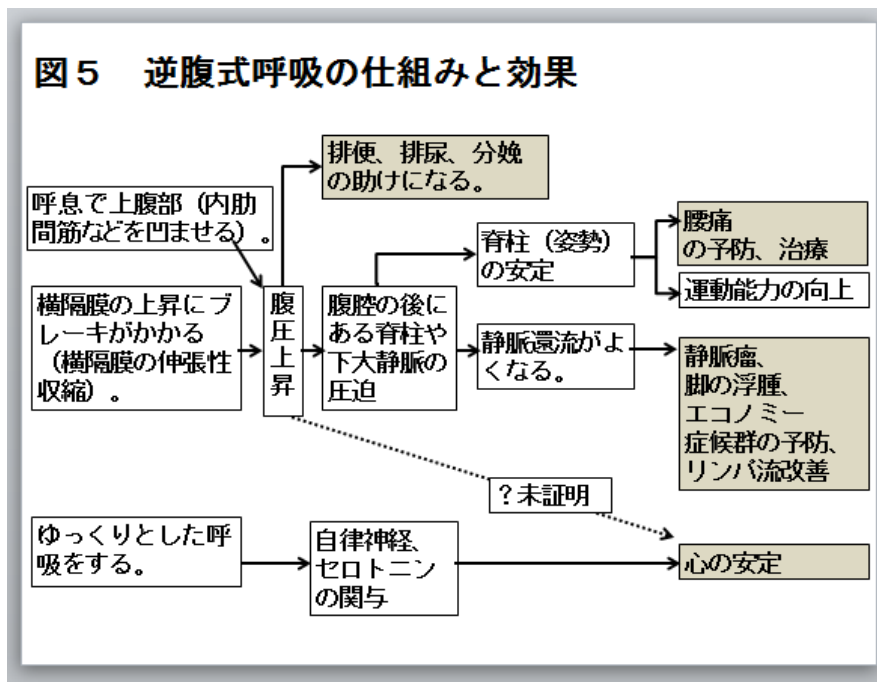 図５　逆腹式呼吸の仕組みと効果
排便、排尿、分娩
の助けになる。
呼息で上腹部（内肋
間筋などを凹ませる）。
脊柱（姿勢）
の安定
腰痛
の予防、治療
運動能力の向上
横隔膜の上昇にブ
レーキがかかる
（横隔膜の伸張性
収縮）。
腹
圧
上
昇
腹腔の後に
ある脊柱や
下大静脈の
圧迫
静脈還流がよ
くなる。
静脈瘤、
脚の浮腫、
エコノミー
症候群の予防、
リンパ流改善
？未証明
ゆっくりとした呼
吸をする。
自律神経、
セロトニン
の関与
心の安定